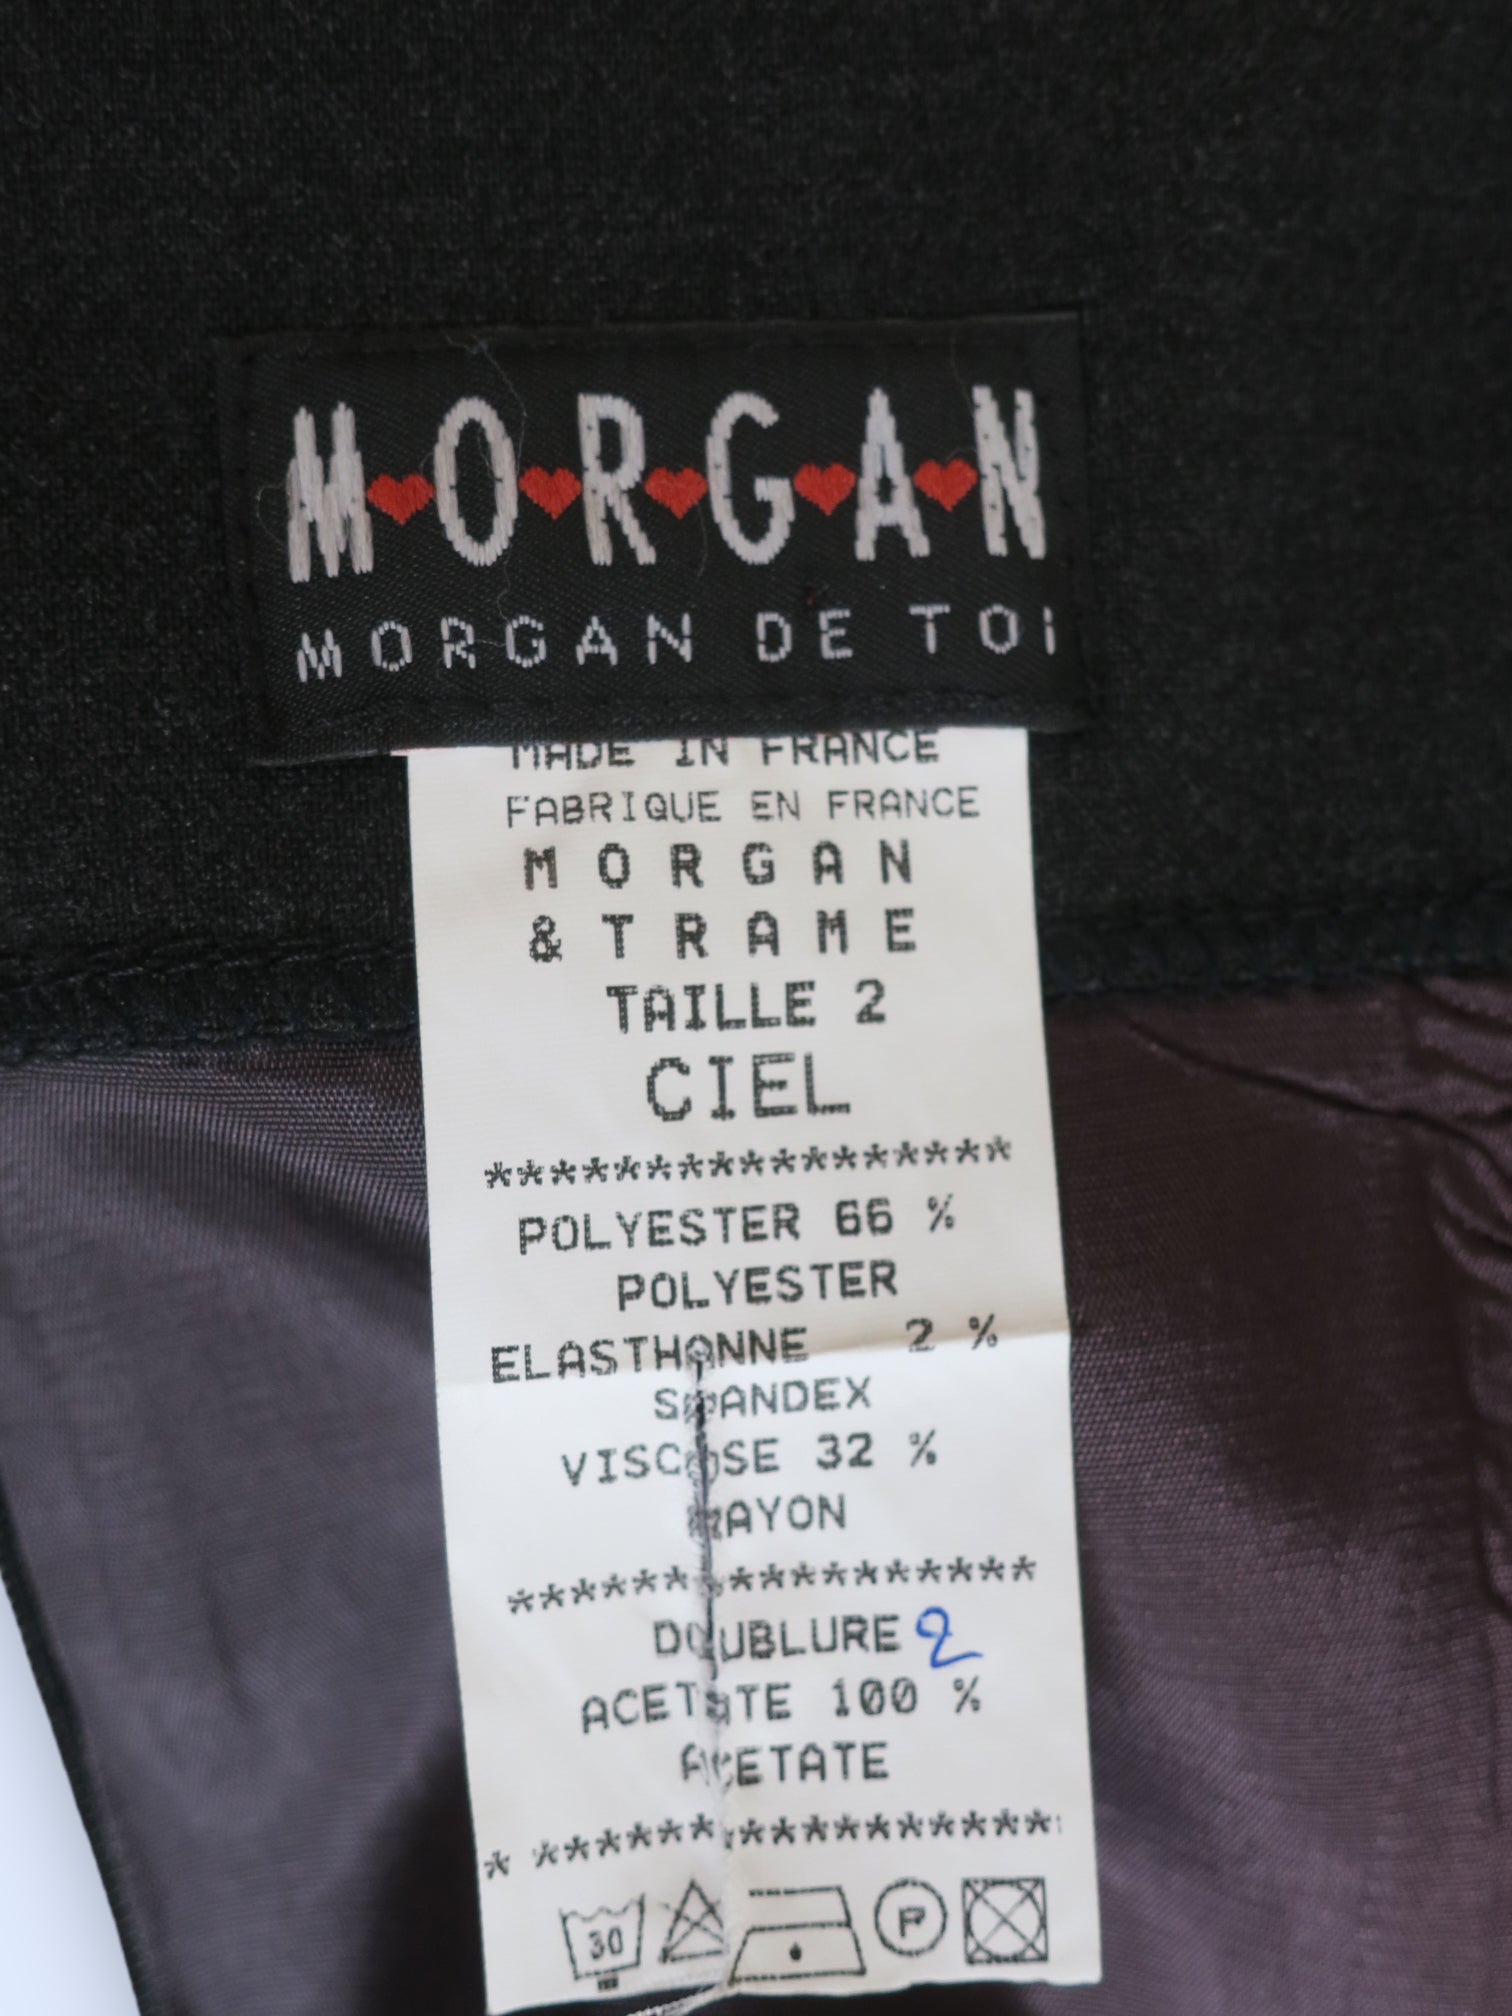 M♥O♥R♥G♥A♥N
MORGAN DE TOI
MADE IN FRANCE
FABRIQUE EN FRANCE
MORGAN
&TRAME
TAILLE 2
CIEL
*****************
POLYESTER 66 %
POLYESTER
ELASTHANNE 2 %
SPANDEX
VISCOSE 32 %
RAYON
*****************
DOUBLURE 2
ACETATE 100 %
ACETATE
* *****************
30 P